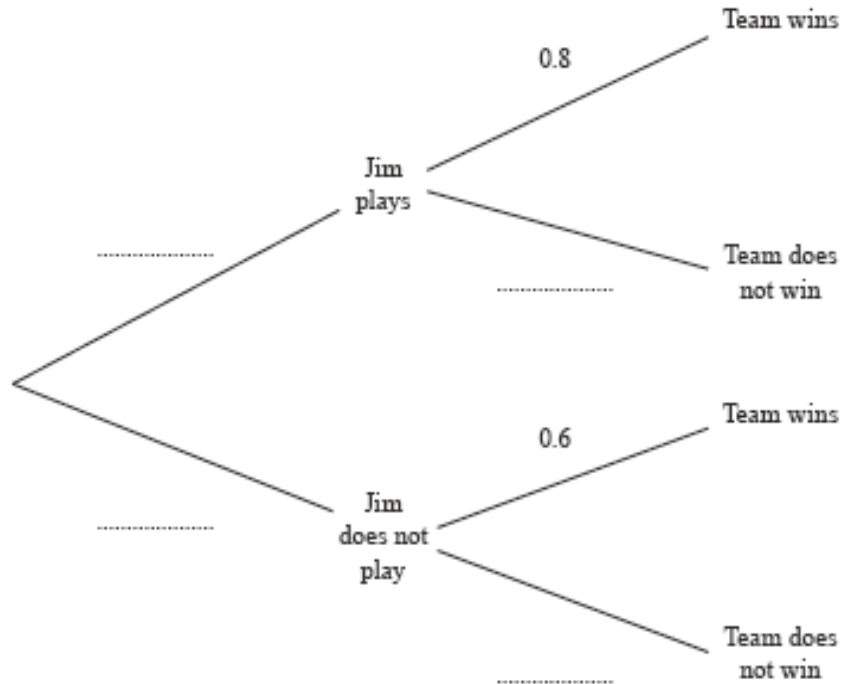 Team wins
0.8
Jim
plays
Team does
not win
Team wins
0.6
Jim
does not
play
Team does
not win